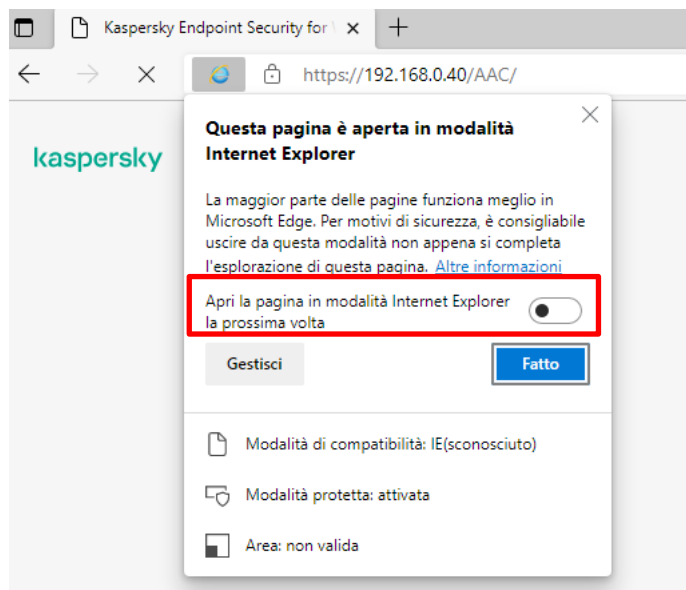 Kaspersky Endpoint Security for
https://192.168.0.40/AAC/
kaspersky
Questa pagina è aperta in modalità
Internet Explorer
La maggior parte delle pagine funziona meglio in
Microsoft Edge. Per motivi di sicurezza, è consigliabile
uscire da questa modalità non appena si completa
l'esplorazione di questa pagina. Altre informazioni
Apri la pagina in modalità Internet Explorer
la prossima volta
Gestisci
Fatto
Modalità di compatibilità: IE(sconosciuto)
Modalità protetta: attivata
Area: non valida